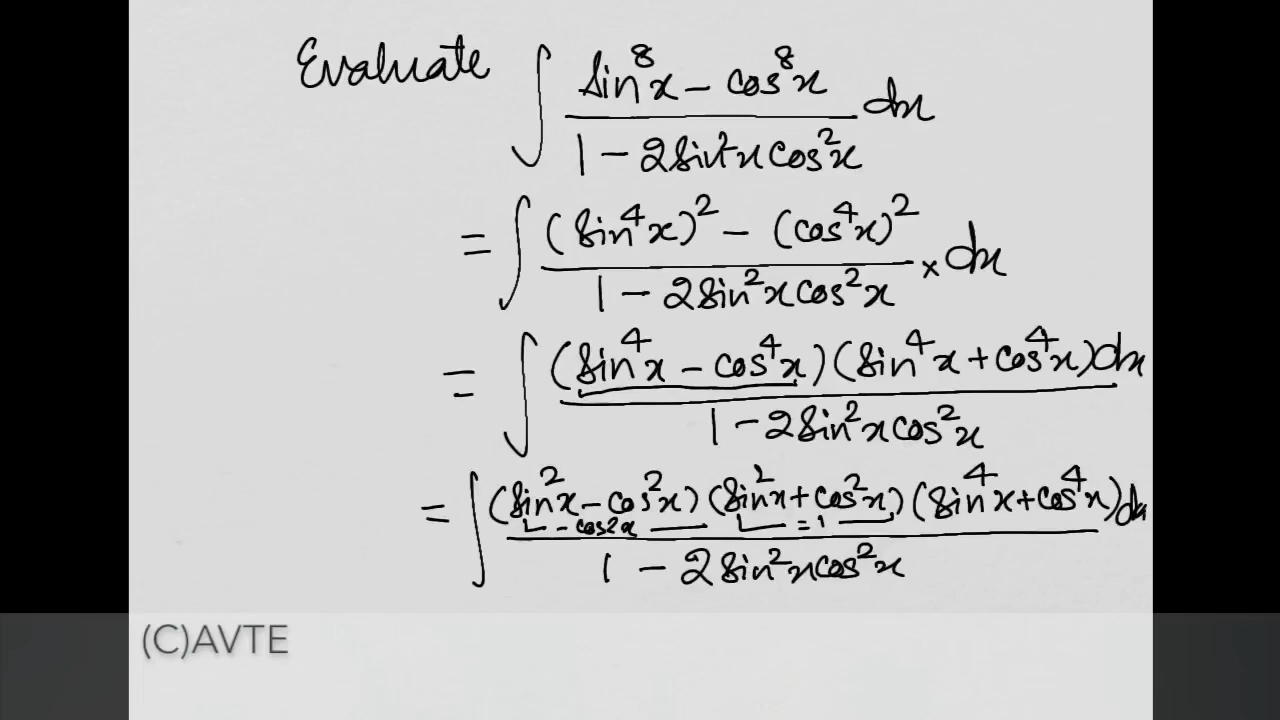 Evaluate ∫ (sin⁸x − cos⁸x)/(1 − 2sin²x cos²x) dx
= ∫ ((sin⁴x)² − (cos⁴x)²)/(1 − 2sin²x cos²x) × dx
= ∫ (sin⁴x − cos⁴x)(sin⁴x + cos⁴x)dx/(1 − 2sin²x cos²x)
= ∫ (sin²x − cos²x)(sin²x + cos²x)(sin⁴x + cos⁴x)dx/(1 − 2sin²x cos²x)
− cos2x = 1
(C)AVTE